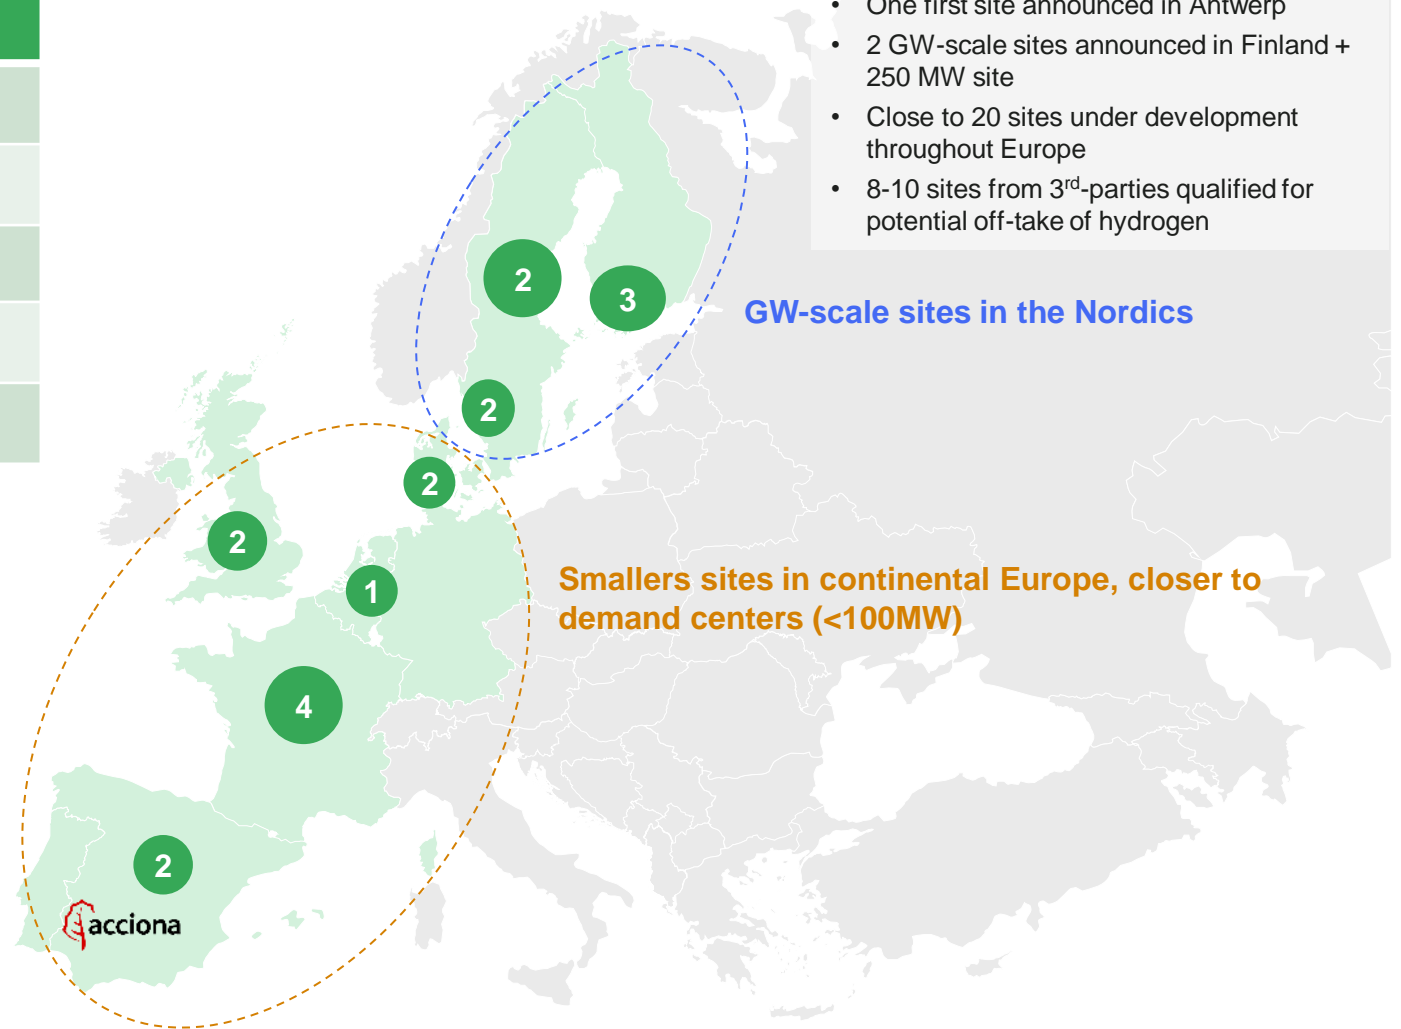 • One first site announced in Antwerp
• 2 GW-scale sites announced in Finland +
250 MW site
• Close to 20 sites under development
throughout Europe
• 8-10 sites from 3rd-parties qualified for
potential off-take of hydrogen
2
3
GW-scale sites in the Nordics
2
2
2
1
Smallers sites in continental Europe, closer to
demand centers (<100MW)
4
2
acciona